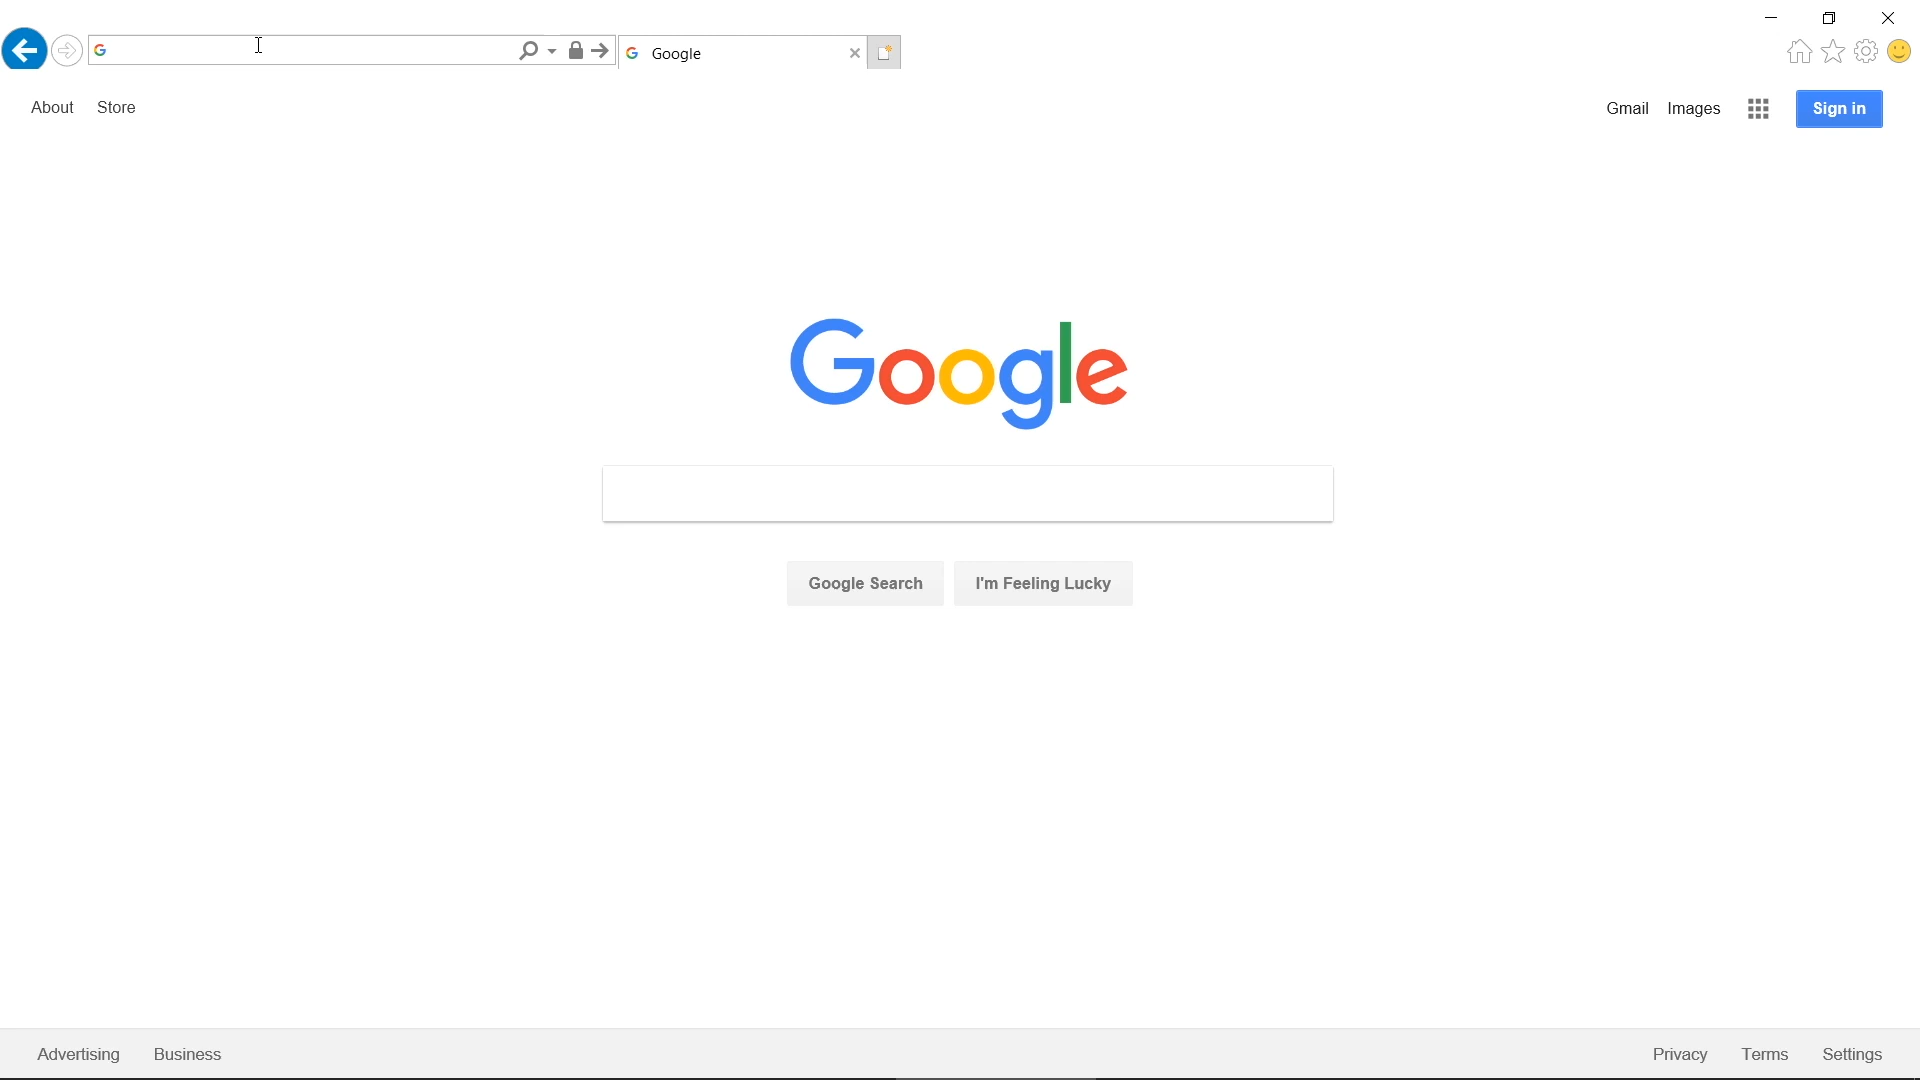 Google
About Store
Gmail Images Sign in
Google
Google Search I'm Feeling Lucky
Advertising Business
Privacy Terms Settings